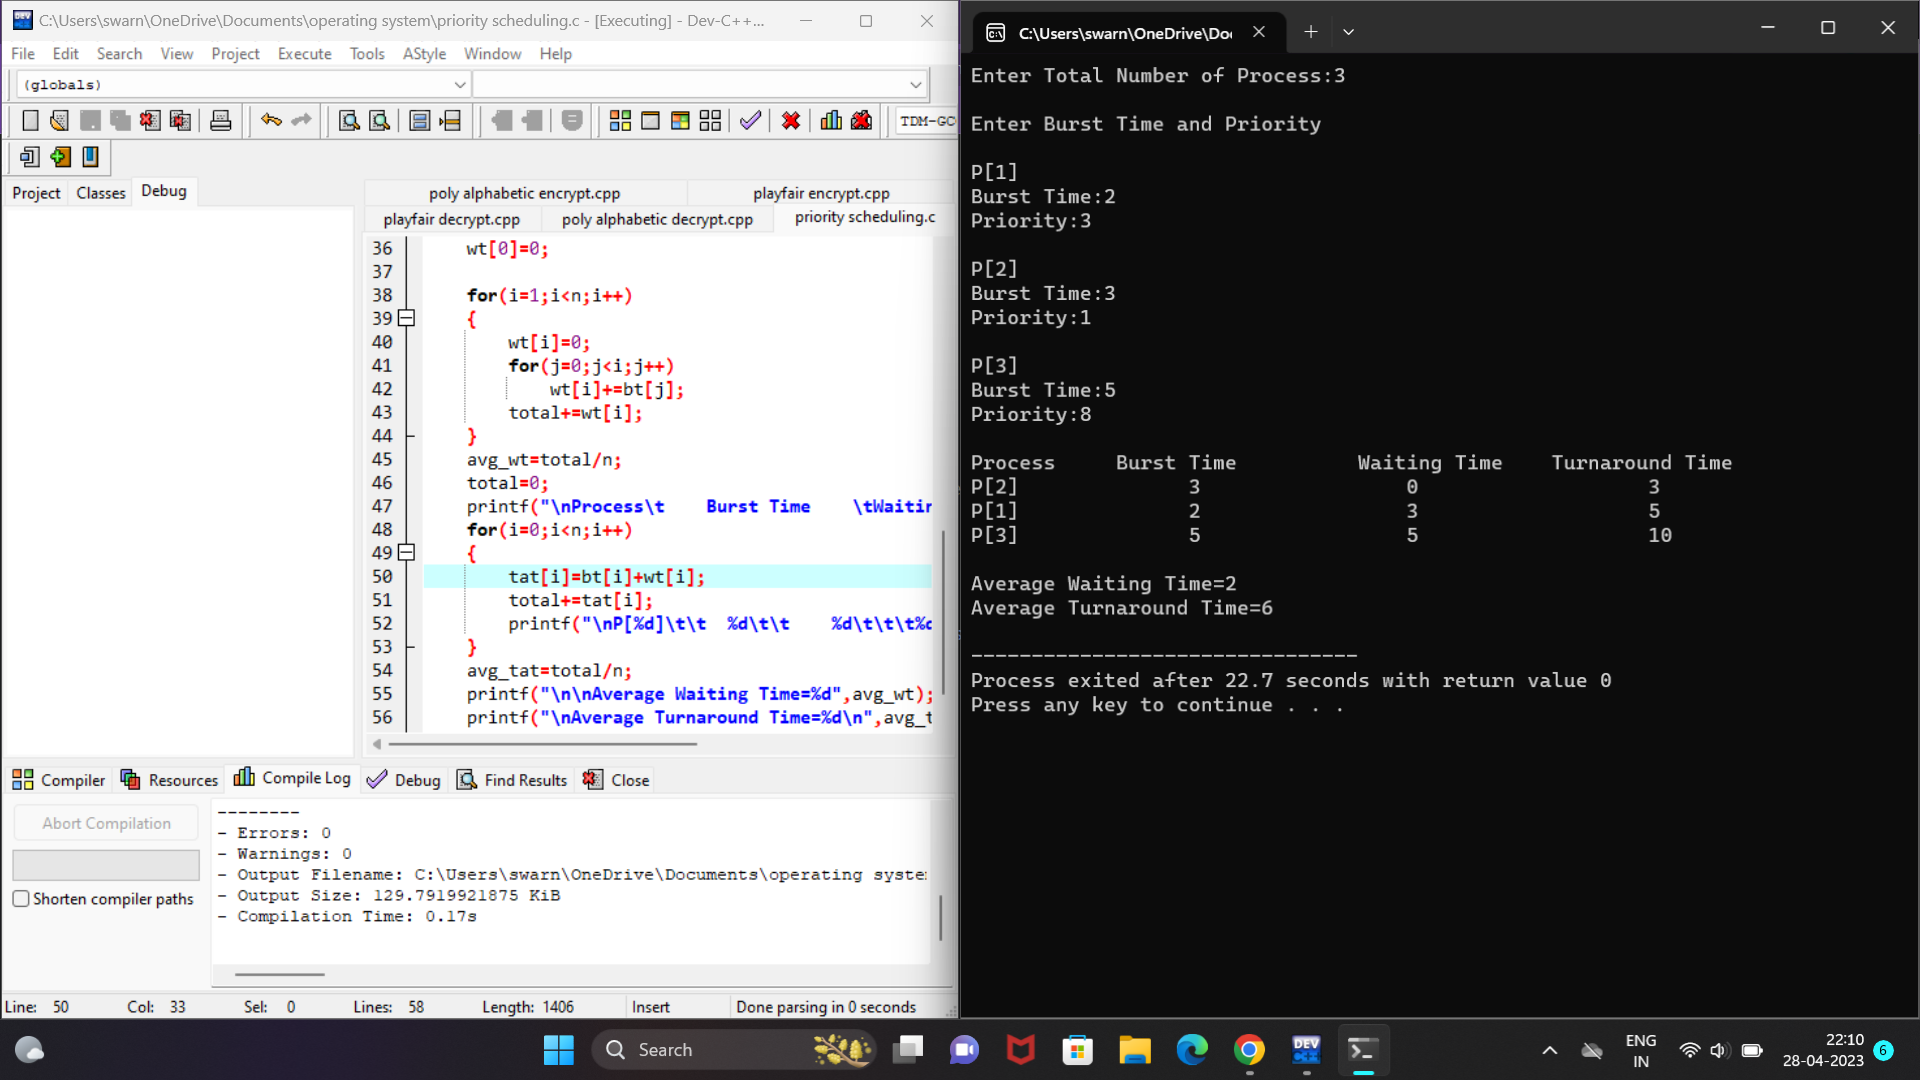 C:\Users\swarn\OneDrive\Documents\operating system\priority scheduling.c - [Executing] - Dev-C++...
File Edit Search View Project Execute Tools AStyle Window Help
(globals)
TDM-GC
Project Classes Debug
poly alphabetic encrypt.cpp playfair encrypt.cpp
playfair decrypt.cpp poly alphabetic decrypt.cpp priority scheduling.c
36 wt[0]=0;
37
38 for(i=1;i<n;i++)
39 {
40 wt[i]=0;
41 for(j=0;j<i;j++)
42 wt[i]+=bt[j];
43 total+=wt[i];
44 }
45 avg_wt=total/n;
46 total=0;
47 printf("\nProcess\t    Burst Time    \tWaitin
48 for(i=0;i<n;i++)
49 {
50 tat[i]=bt[i]+wt[i];
51 total+=tat[i];
52 printf("\nP[%d]\t\t  %d\t\t    %d\t\t\t%d
53 }
54 avg_tat=total/n;
55 printf("\n\nAverage Waiting Time=%d",avg_wt);
56 printf("\nAverage Turnaround Time=%d\n",avg_t
Compiler Resources Compile Log Debug Find Results Close
Abort Compilation
Shorten compiler paths
--------
- Errors: 0
- Warnings: 0
- Output Filename: C:\Users\swarn\OneDrive\Documents\operating syste
- Output Size: 129.7919921875 KiB
- Compilation Time: 0.17s
Line: 50 Col: 33 Sel: 0 Lines: 58 Length: 1406 Insert Done parsing in 0 seconds
C:\Users\swarn\OneDrive\Doc
Enter Total Number of Process:3
Enter Burst Time and Priority
P[1]
Burst Time:2
Priority:3
P[2]
Burst Time:3
Priority:1
P[3]
Burst Time:5
Priority:8
Process Burst Time Waiting Time Turnaround Time
P[2] 3 0 3
P[1] 2 3 5
P[3] 5 5 10
Average Waiting Time=2
Average Turnaround Time=6
--------------------------------
Process exited after 22.7 seconds with return value 0
Press any key to continue . . .
Search
DEV
C++
ENG
IN
22:10
28-04-2023
6